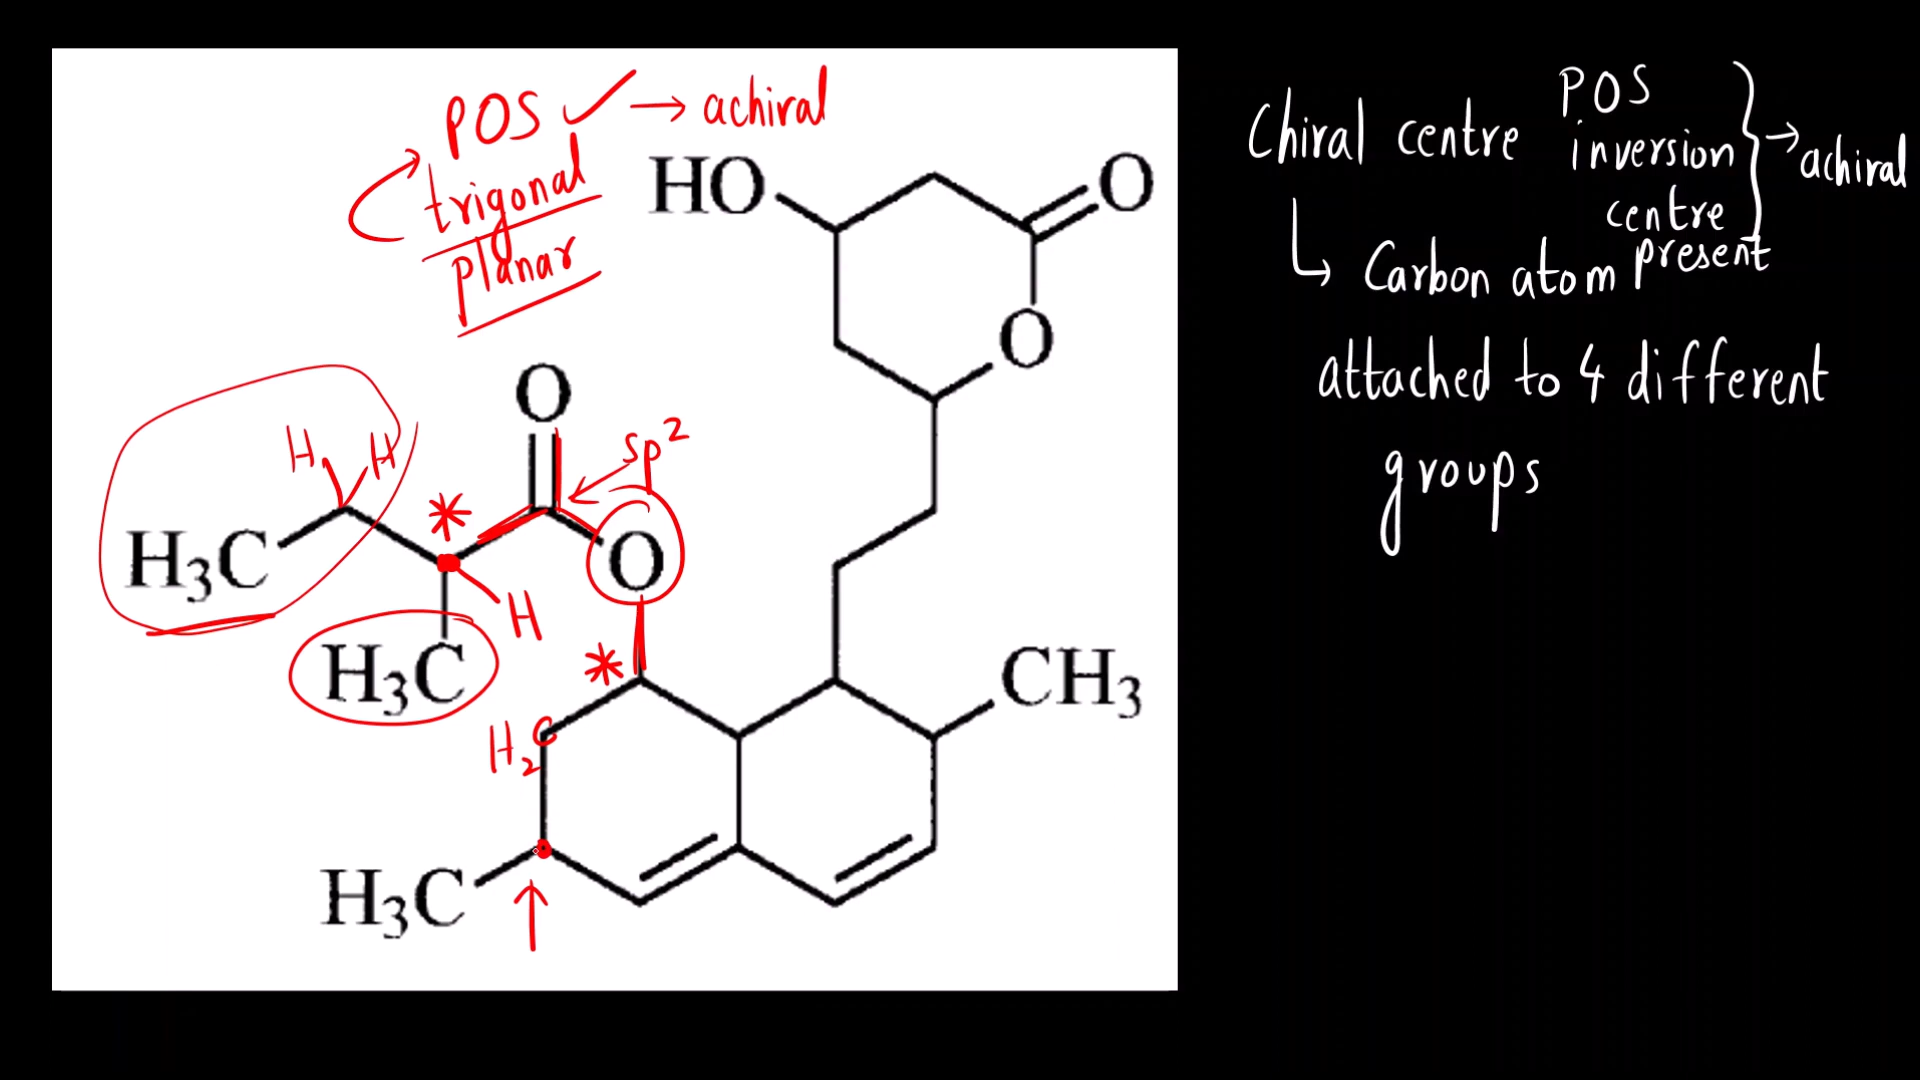 POS ✓ → achiral
trigonal
planar
HO
O
O
O
sp²
H H
*
H₃C
O
H
H₃C
*
CH₃
H₂C
H₃C
Chiral centre
POS
inversion
centre
present
→ achiral
↳ Carbon atom
attached to 4 different
groups